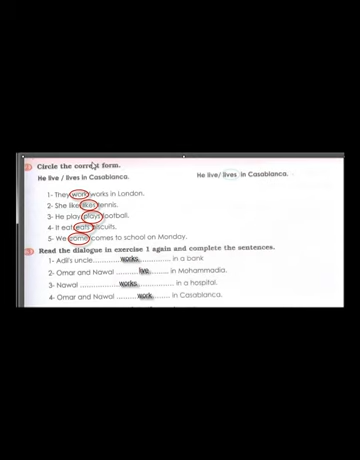 Circle the correct form.
He live / lives in Casablanca.
He live/ lives in Casablanca.
1- They work works in London.
2- She like likes tennis.
3- He play plays football.
4- It eat eats biscuits.
5- We come comes to school on Monday.
Read the dialogue in exercise 1 again and complete the sentences.
1- Adil's uncle............works................in a bank
2- Omar and Nawal ............live.......... in Mohammadia.
3- Nawal ................works.................. in a hospital.
4- Omar and Nawal ............work.......... in Casablanca.